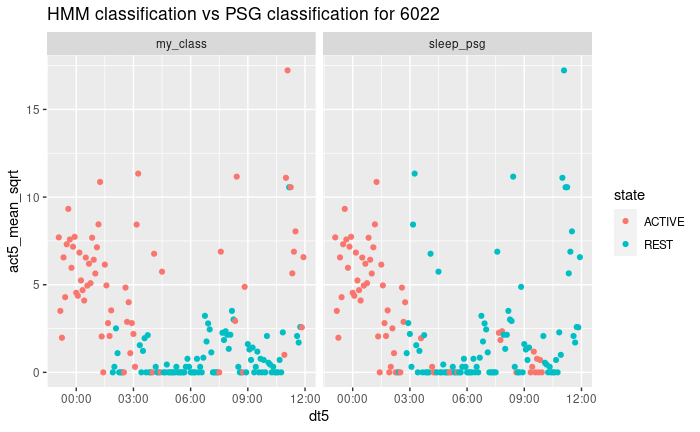 HMM classification vs PSG classification for 6022
my_class
sleep_psg
act5_mean_sqrt
15
10
5
0
00:00 03:00 06:00 09:00 12:00
00:00 03:00 06:00 09:00 12:00
dt5
state
ACTIVE
REST